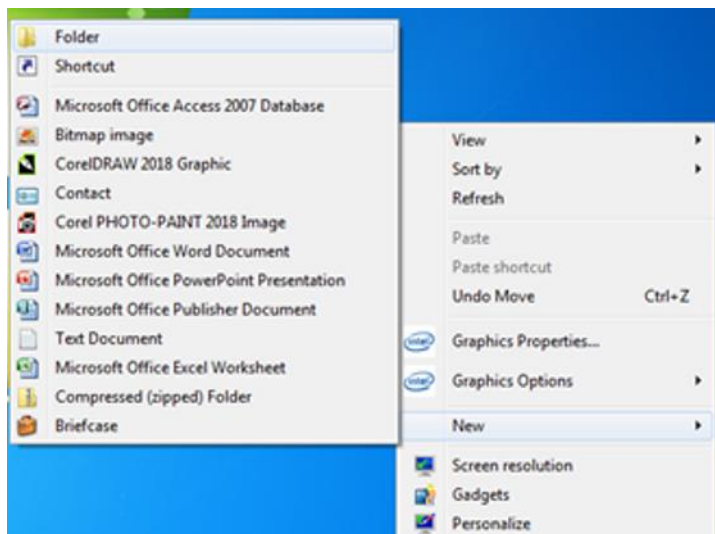 Folder
Shortcut
Microsoft Office Access 2007 Database
Bitmap image
CorelDRAW 2018 Graphic
Contact
Corel PHOTO-PAINT 2018 Image
Microsoft Office Word Document
Microsoft Office PowerPoint Presentation
Microsoft Office Publisher Document
Text Document
Microsoft Office Excel Worksheet
Compressed (zipped) Folder
Briefcase
View
Sort by
Refresh
Paste
Paste shortcut
Undo Move Ctrl+Z
Graphics Properties...
Graphics Options
New
Screen resolution
Gadgets
Personalize